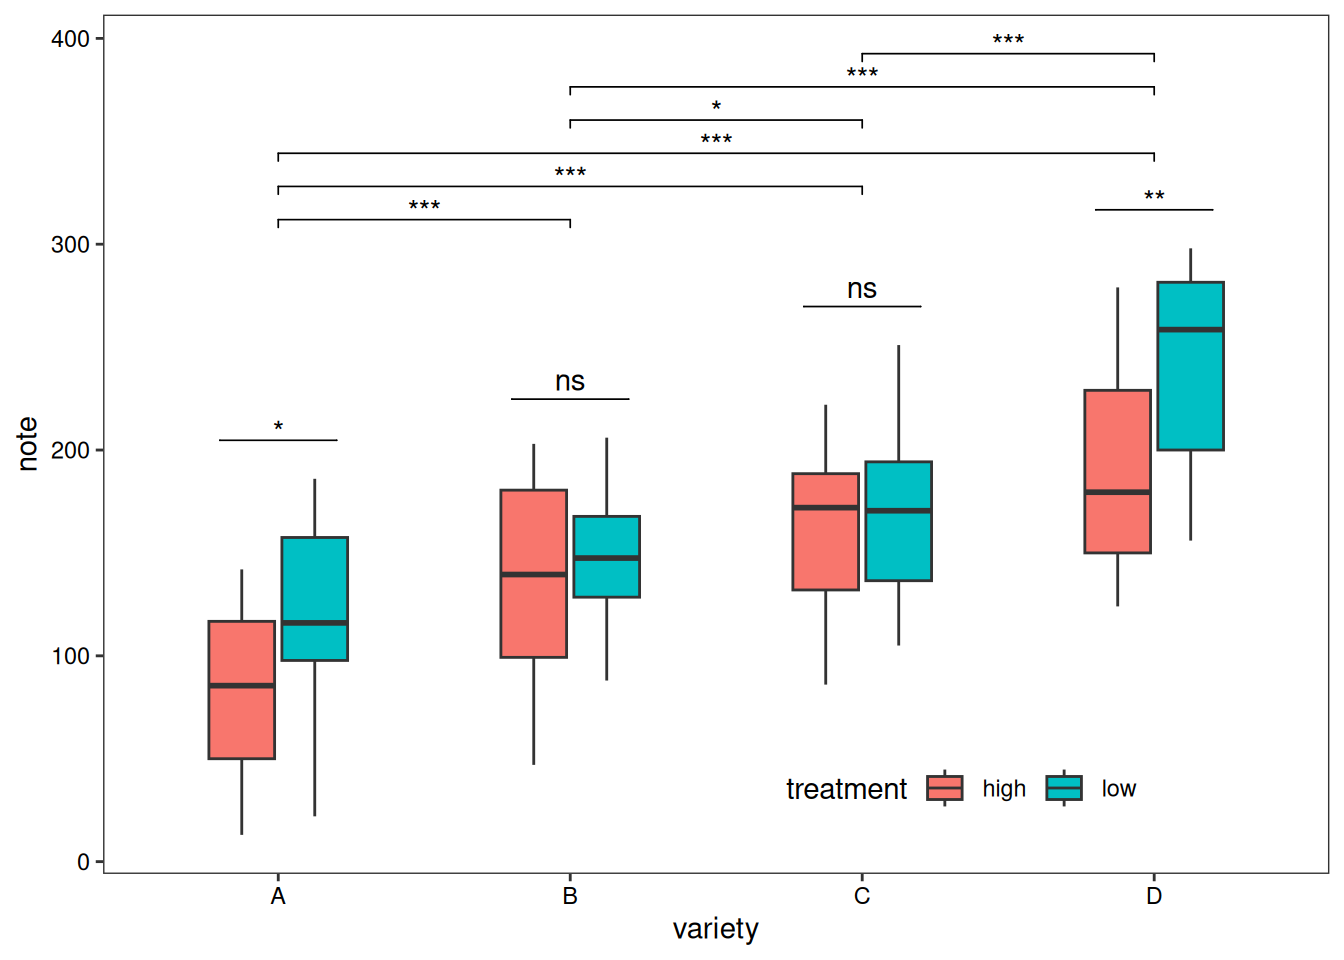 400
***
***
*
***
***
***
**
300
ns
ns
*
200
100
treatment high low
0
A B C D
variety
note